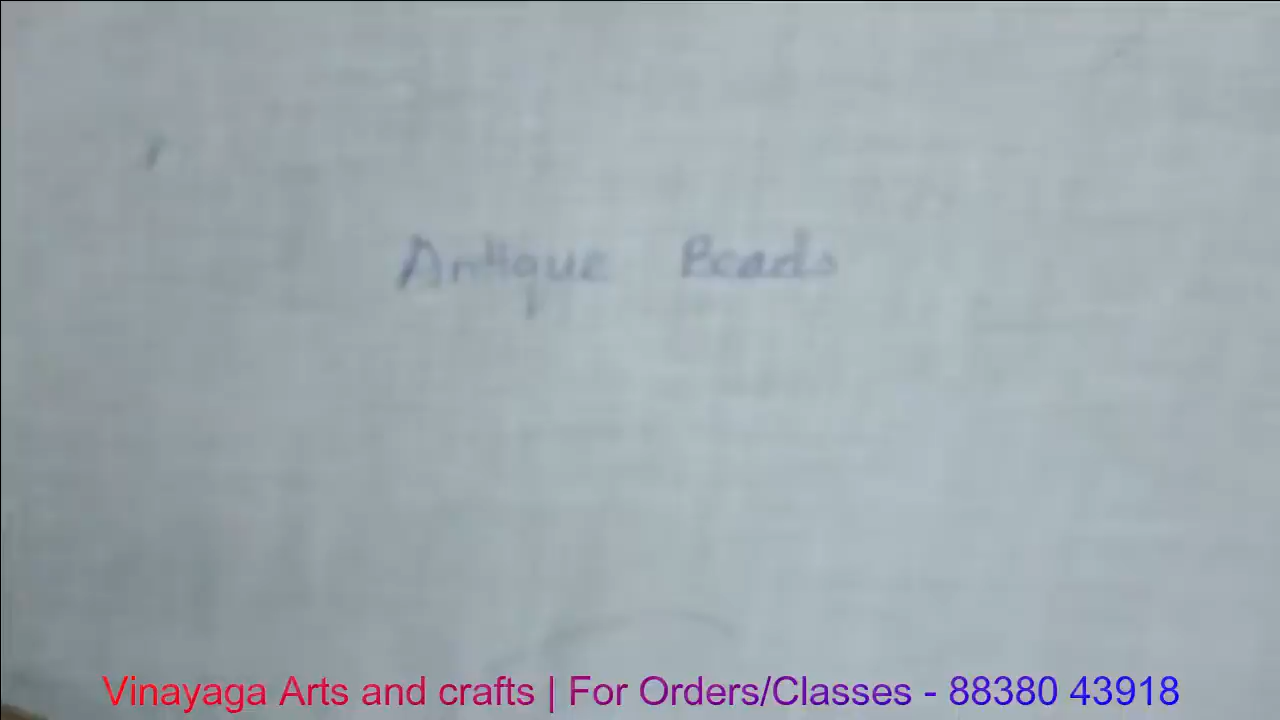 Antique Beads
Vinayaga Arts and crafts | For Orders/Classes - 88380 43918